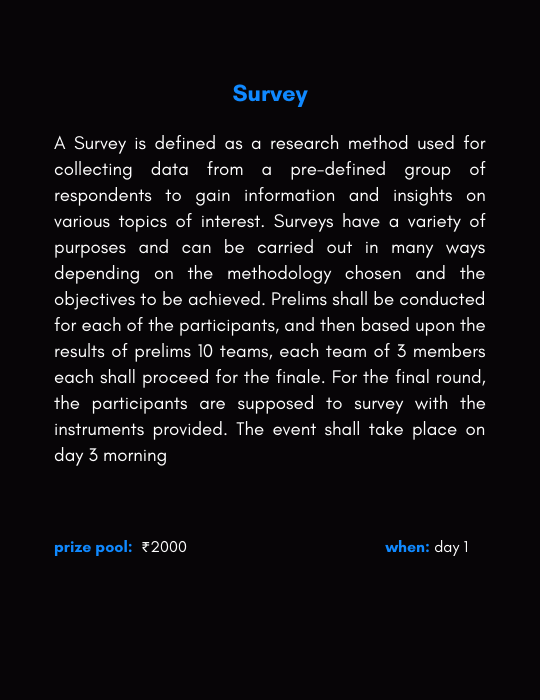 Survey
A Survey is defined as a research method used for
collecting data from a pre-defined group of
respondents to gain information and insights on
various topics of interest. Surveys have a variety of
purposes and can be carried out in many ways
depending on the methodology chosen and the
objectives to be achieved. Prelims shall be conducted
for each of the participants, and then based upon the
results of prelims 10 teams, each team of 3 members
each shall proceed for the finale. For the final round,
the participants are supposed to survey with the
instruments provided. The event shall take place on
day 3 morning
prize pool: ₹2000 when: day 1